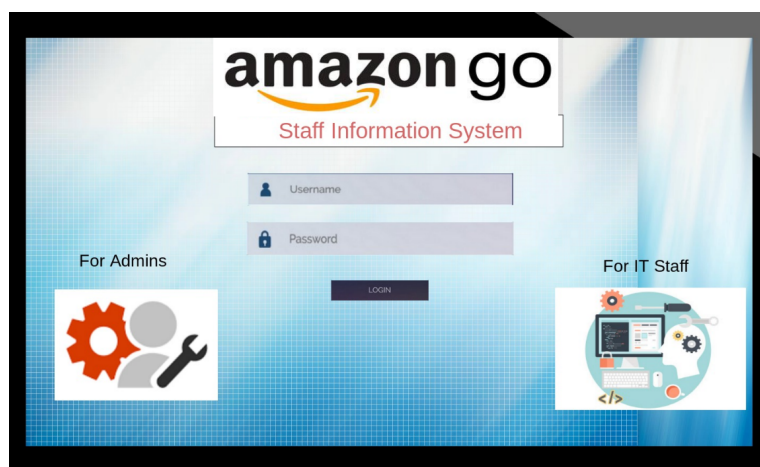 amazon go
Staff Information System
Username
Password
For Admins
For IT Staff
LOGIN
</>